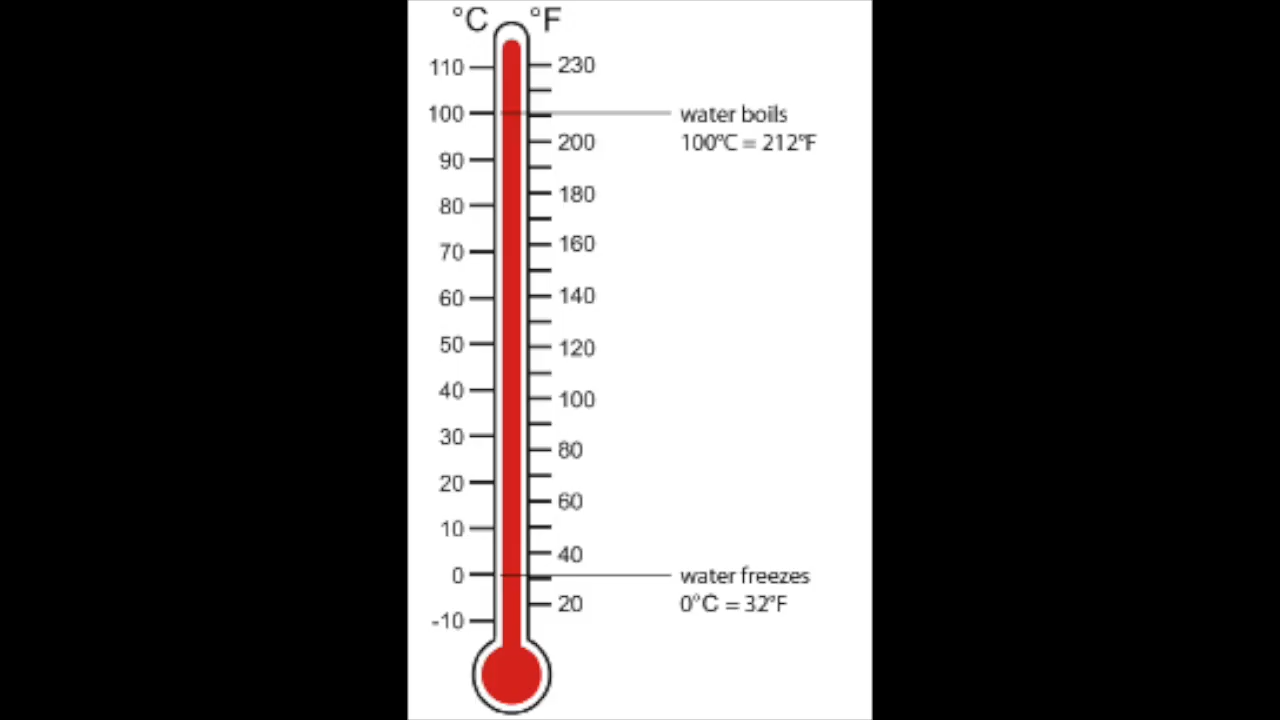 °C °F
110 230
100 water boils
200 100°C = 212°F
90
80 180
70 160
60 140
50 120
40 100
30 80
20 60
10 40
0 water freezes
20 0°C = 32°F
-10